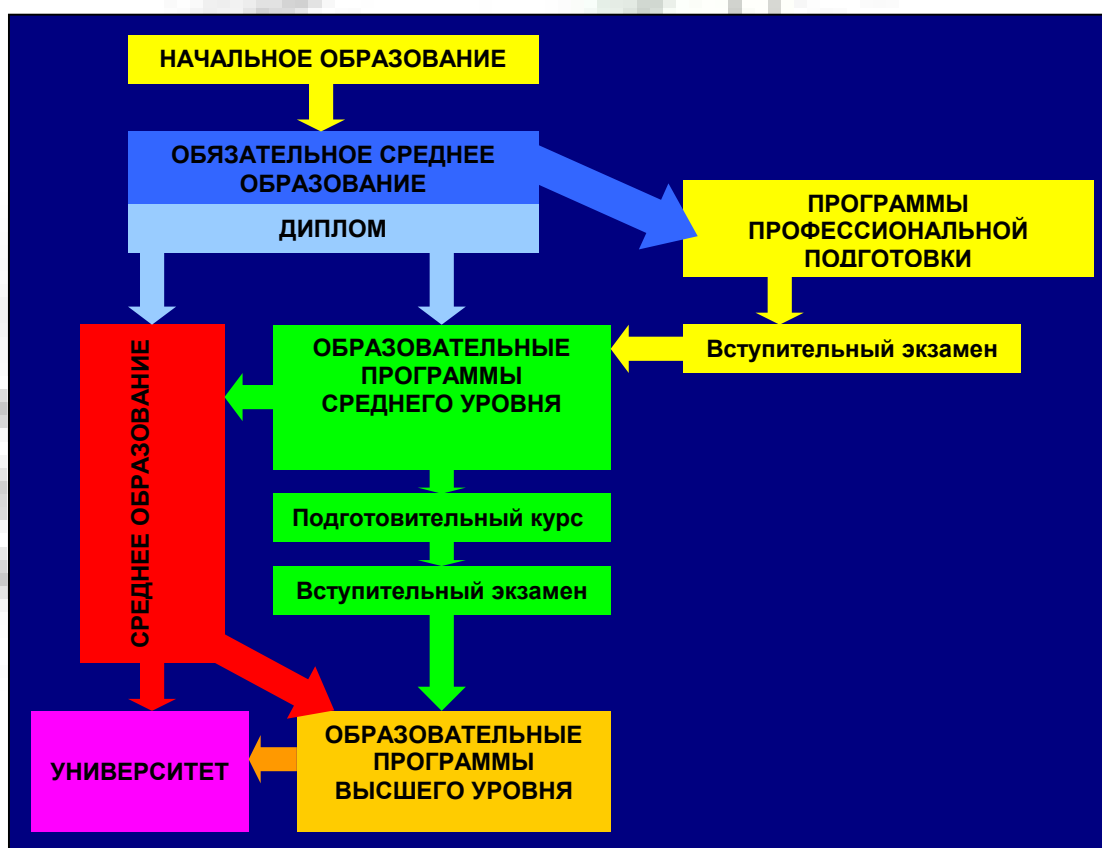 НАЧАЛЬНОЕ ОБРАЗОВАНИЕ
ОБЯЗАТЕЛЬНОЕ СРЕДНЕЕ
ОБРАЗОВАНИЕ
ДИПЛОМ
ПРОГРАММЫ
ПРОФЕССИОНАЛЬНОЙ
ПОДГОТОВКИ
Вступительный экзамен
СРЕДНЕЕ ОБРАЗОВАНИЕ
ОБРАЗОВАТЕЛЬНЫЕ
ПРОГРАММЫ
СРЕДНЕГО УРОВНЯ
Подготовительный курс
Вступительный экзамен
УНИВЕРСИТЕТ
ОБРАЗОВАТЕЛЬНЫЕ
ПРОГРАММЫ
ВЫСШЕГО УРОВНЯ